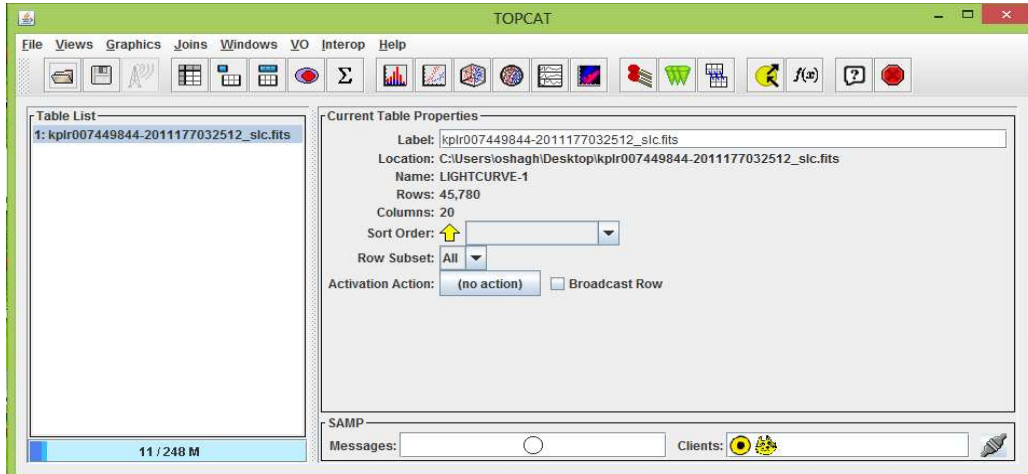 TOPCAT
File Views Graphics Joins Windows VO Interop Help
Σ f(x) ?
Table List
1: kplr007449844-2011177032512_slc.fits
11 / 248 M
Current Table Properties
Label: kplr007449844-2011177032512_slc.fits
Location: C:\Users\oshagh\Desktop\kplr007449844-2011177032512_slc.fits
Name: LIGHTCURVE-1
Rows: 45,780
Columns: 20
Sort Order:
Row Subset: All
Activation Action: (no action) Broadcast Row
SAMP
Messages: Clients: